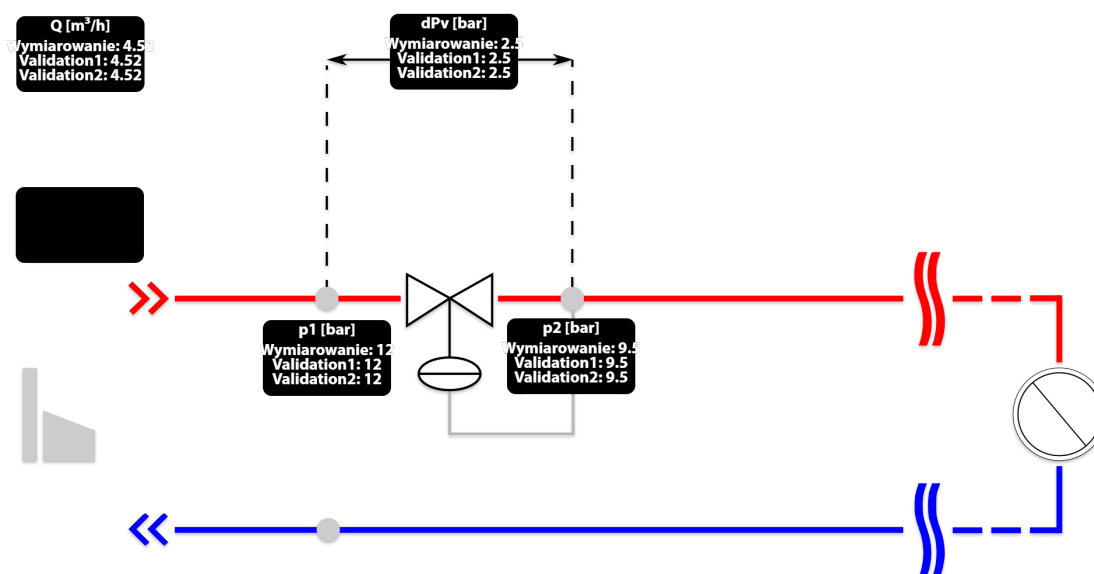 Q [m³/h]
Wymiarowanie: 4.52
Validation1: 4.52
Validation2: 4.52
dPv [bar]
Wymiarowanie: 2.5
Validation1: 2.5
Validation2: 2.5
p1 [bar]
Wymiarowanie: 12
Validation1: 12
Validation2: 12
p2 [bar]
Wymiarowanie: 9.5
Validation1: 9.5
Validation2: 9.5